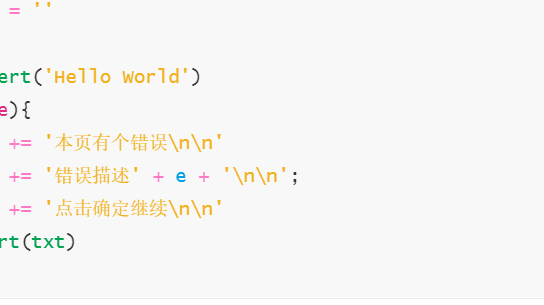 = ''
ert('Hello World')
e){
+= '本页有个错误\n\n'
+= '错误描述' + e + '\n\n';
+= '点击确定继续\n\n'
rt(txt)